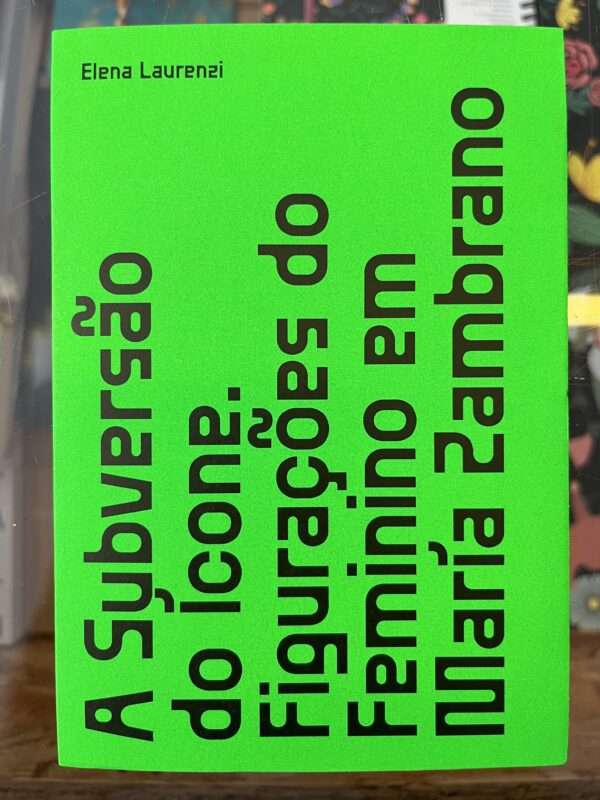 Elena Laurenzi
A Subversão
do Ícone.
Figurações do
Feminino em
María Zambrano